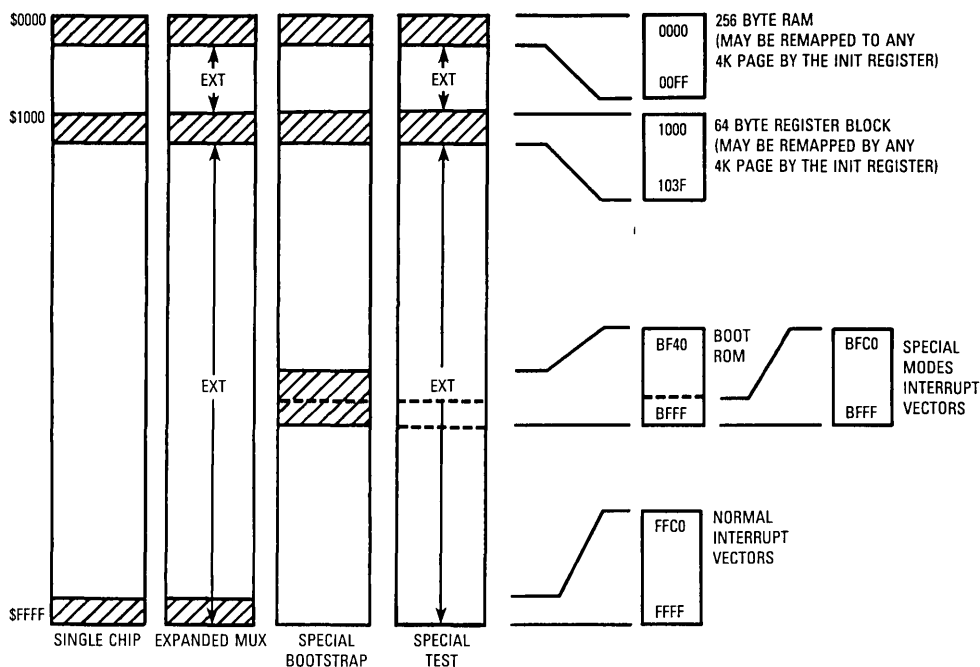 $0000
$1000
$FFFF
EXT
EXT
EXT
EXT
SINGLE CHIP
EXPANDED MUX
SPECIAL
BOOTSTRAP
SPECIAL
TEST
0000
00FF
256 BYTE RAM
(MAY BE REMAPPED TO ANY
4K PAGE BY THE INIT REGISTER)
1000
103F
64 BYTE REGISTER BLOCK
(MAY BE REMAPPED BY ANY
4K PAGE BY THE INIT REGISTER)
BF40
BFFF
BOOT
ROM
BFC0
BFFF
SPECIAL
MODES
INTERRUPT
VECTORS
FFC0
FFFF
NORMAL
INTERRUPT
VECTORS